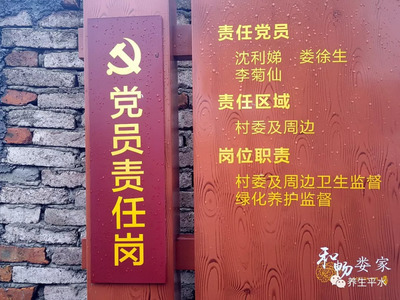 党员责任岗
责任党员
沈利娣 娄徐生
李菊仙
责任区域
村委及周边
岗位职责
村委及周边卫生监督
绿化养护监督
和畅娄家
养生平水